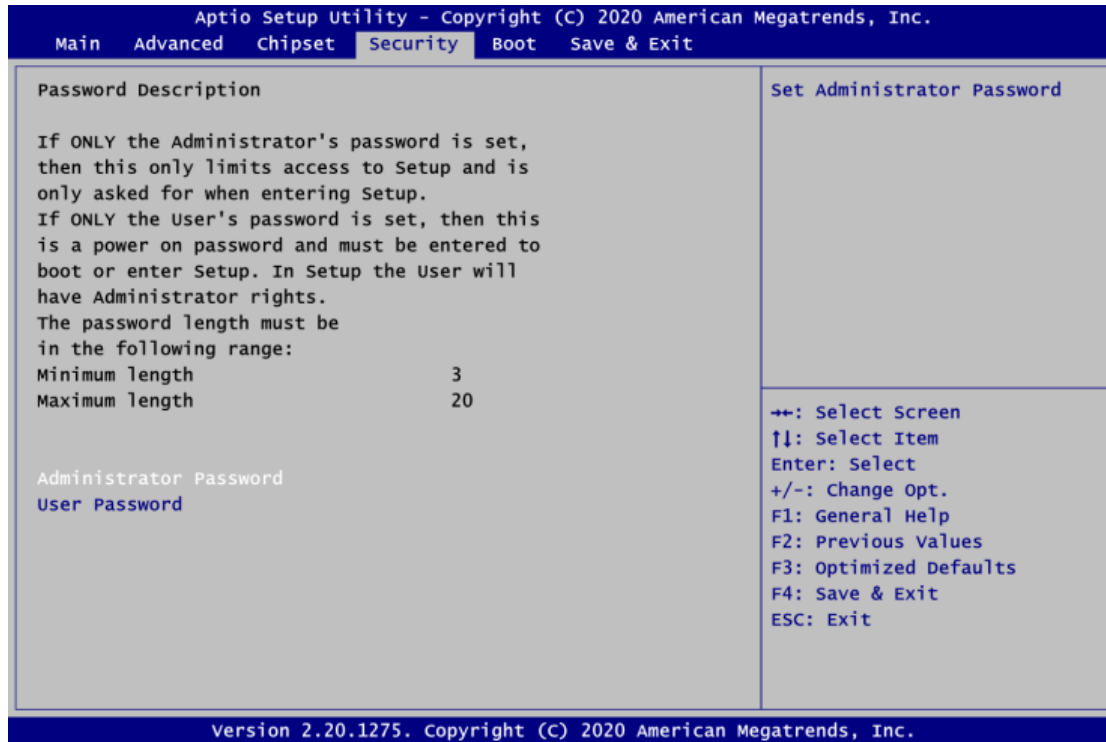 Aptio Setup Utility - Copyright (C) 2020 American Megatrends, Inc.
Main Advanced Chipset Security Boot Save & Exit
Password Description
If ONLY the Administrator's password is set,
then this only limits access to Setup and is
only asked for when entering Setup.
If ONLY the User's password is set, then this
is a power on password and must be entered to
boot or enter Setup. In Setup the User will
have Administrator rights.
The password length must be
in the following range:
Minimum length 3
Maximum length 20
Administrator Password
User Password
Set Administrator Password
→←: Select Screen
↑↓: Select Item
Enter: Select
+/-: Change Opt.
F1: General Help
F2: Previous Values
F3: Optimized Defaults
F4: Save & Exit
ESC: Exit
Version 2.20.1275. Copyright (C) 2020 American Megatrends, Inc.